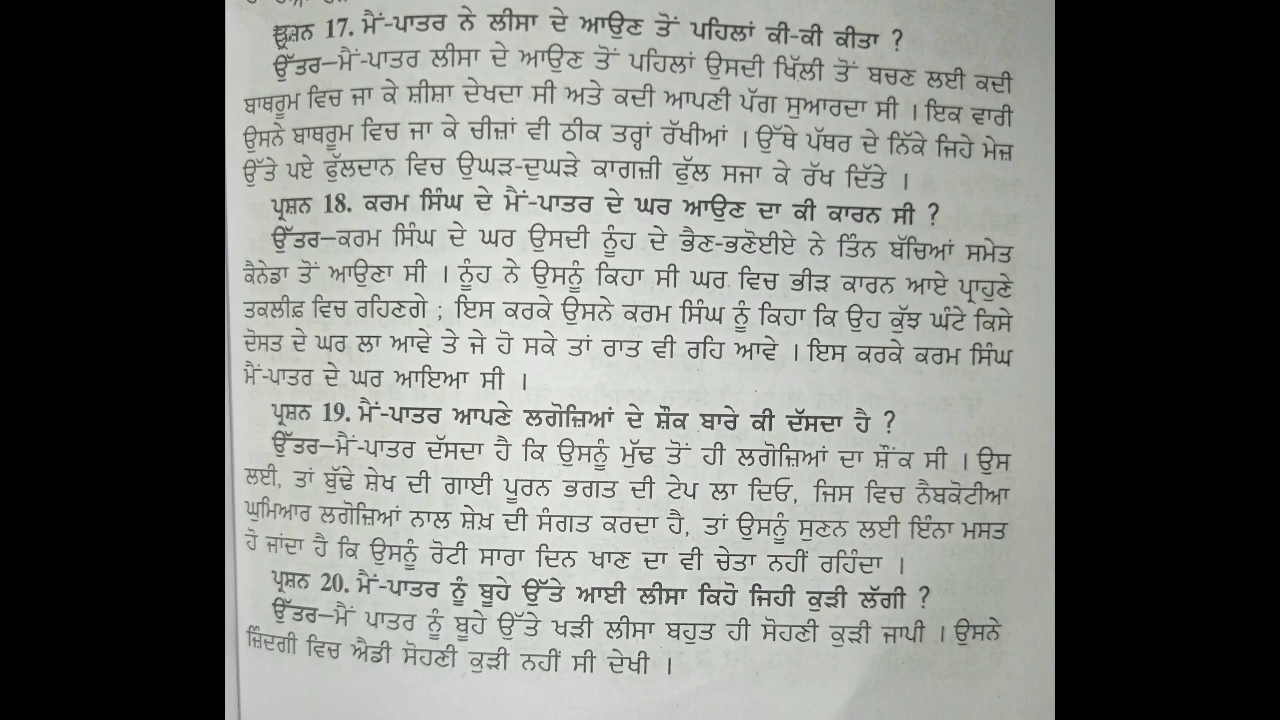 ਪ੍ਰਸ਼ਨ 17. ਮੈਂ-ਪਾਤਰ ਨੇ ਲੀਸਾ ਦੇ ਆਉਣ ਤੋਂ ਪਹਿਲਾਂ ਕੀ-ਕੀ ਕੀਤਾ ?
ਉੱਤਰ—ਮੈਂ-ਪਾਤਰ ਲੀਸਾ ਦੇ ਆਉਣ ਤੋਂ ਪਹਿਲਾਂ ਉਸਦੀ ਖਿੱਲੀ ਤੋਂ ਬਚਣ ਲਈ ਕਦੀ
ਬਾਥਰੂਮ ਵਿਚ ਜਾ ਕੇ ਸ਼ੀਸ਼ਾ ਦੇਖਦਾ ਸੀ ਅਤੇ ਕਦੀ ਆਪਣੀ ਪੱਗ ਸੁਆਰਦਾ ਸੀ । ਇਕ ਵਾਰੀ
ਉਸਨੇ ਬਾਥਰੂਮ ਵਿਚ ਜਾ ਕੇ ਚੀਜ਼ਾਂ ਵੀ ਠੀਕ ਤਰ੍ਹਾਂ ਰੱਖੀਆਂ । ਉੱਥੇ ਪੱਥਰ ਦੇ ਨਿੱਕੇ ਜਿਹੇ ਮੇਜ਼
ਉੱਤੇ ਪਏ ਫੁੱਲਦਾਨ ਵਿਚ ਉਘੜ-ਦੁਘੜੇ ਕਾਗਜ਼ੀ ਫੁੱਲ ਸਜਾ ਕੇ ਰੱਖ ਦਿੱਤੇ ।
ਪ੍ਰਸ਼ਨ 18. ਕਰਮ ਸਿੰਘ ਦੇ ਮੈਂ-ਪਾਤਰ ਦੇ ਘਰ ਆਉਣ ਦਾ ਕੀ ਕਾਰਨ ਸੀ ?
ਉੱਤਰ—ਕਰਮ ਸਿੰਘ ਦੇ ਘਰ ਉਸਦੀ ਨੂੰਹ ਦੇ ਭੈਣ-ਭਣੋਈਏ ਨੇ ਤਿੰਨ ਬੱਚਿਆਂ ਸਮੇਤ
ਕੈਨੇਡਾ ਤੋਂ ਆਉਣਾ ਸੀ । ਨੂੰਹ ਨੇ ਉਸਨੂੰ ਕਿਹਾ ਸੀ ਘਰ ਵਿਚ ਭੀੜ ਕਾਰਨ ਆਏ ਪ੍ਰਾਹੁਣੇ
ਤਕਲੀਫ਼ ਵਿਚ ਰਹਿਣਗੇ ; ਇਸ ਕਰਕੇ ਉਸਨੇ ਕਰਮ ਸਿੰਘ ਨੂੰ ਕਿਹਾ ਕਿ ਉਹ ਕੁੱਝ ਘੰਟੇ ਕਿਸੇ
ਦੋਸਤ ਦੇ ਘਰ ਲਾ ਆਵੇ ਤੇ ਜੇ ਹੋ ਸਕੇ ਤਾਂ ਰਾਤ ਵੀ ਰਹਿ ਆਵੇ । ਇਸ ਕਰਕੇ ਕਰਮ ਸਿੰਘ
ਮੈਂ-ਪਾਤਰ ਦੇ ਘਰ ਆਇਆ ਸੀ ।
ਪ੍ਰਸ਼ਨ 19. ਮੈਂ-ਪਾਤਰ ਆਪਣੇ ਲਗੋਜ਼ਿਆਂ ਦੇ ਸ਼ੌਕ ਬਾਰੇ ਕੀ ਦੱਸਦਾ ਹੈ ?
ਉੱਤਰ—ਮੈਂ-ਪਾਤਰ ਦੱਸਦਾ ਹੈ ਕਿ ਉਸਨੂੰ ਮੁੱਢ ਤੋਂ ਹੀ ਲਗੋਜ਼ਿਆਂ ਦਾ ਸ਼ੌਂਕ ਸੀ । ਉਸ
ਲਈ, ਤਾਂ ਬੁੱਢੇ ਸ਼ੇਖ ਦੀ ਗਾਈ ਪੂਰਨ ਭਗਤ ਦੀ ਟੇਪ ਲਾ ਦਿਓ, ਜਿਸ ਵਿਚ ਨੈਬਕੋਟੀਆ
ਘੁਮਿਆਰ ਲਗੋਜ਼ਿਆਂ ਨਾਲ ਸ਼ੇਖ਼ ਦੀ ਸੰਗਤ ਕਰਦਾ ਹੈ, ਤਾਂ ਉਸਨੂੰ ਸੁਣਨ ਲਈ ਇੰਨਾ ਮਸਤ
ਹੋ ਜਾਂਦਾ ਹੈ ਕਿ ਉਸਨੂੰ ਰੋਟੀ ਸਾਰਾ ਦਿਨ ਖਾਣ ਦਾ ਵੀ ਚੇਤਾ ਨਹੀਂ ਰਹਿੰਦਾ ।
ਪ੍ਰਸ਼ਨ 20. ਮੈਂ-ਪਾਤਰ ਨੂੰ ਬੂਹੇ ਉੱਤੇ ਆਈ ਲੀਸਾ ਕਿਹੋ ਜਿਹੀ ਕੁੜੀ ਲੱਗੀ ?
ਉੱਤਰ—ਮੈਂ ਪਾਤਰ ਨੂੰ ਬੂਹੇ ਉੱਤੇ ਖੜੀ ਲੀਸਾ ਬਹੁਤ ਹੀ ਸੋਹਣੀ ਕੁੜੀ ਜਾਪੀ । ਉਸਨੇ
ਜ਼ਿੰਦਗੀ ਵਿਚ ਐਡੀ ਸੋਹਣੀ ਕੁੜੀ ਨਹੀਂ ਸੀ ਦੇਖੀ ।